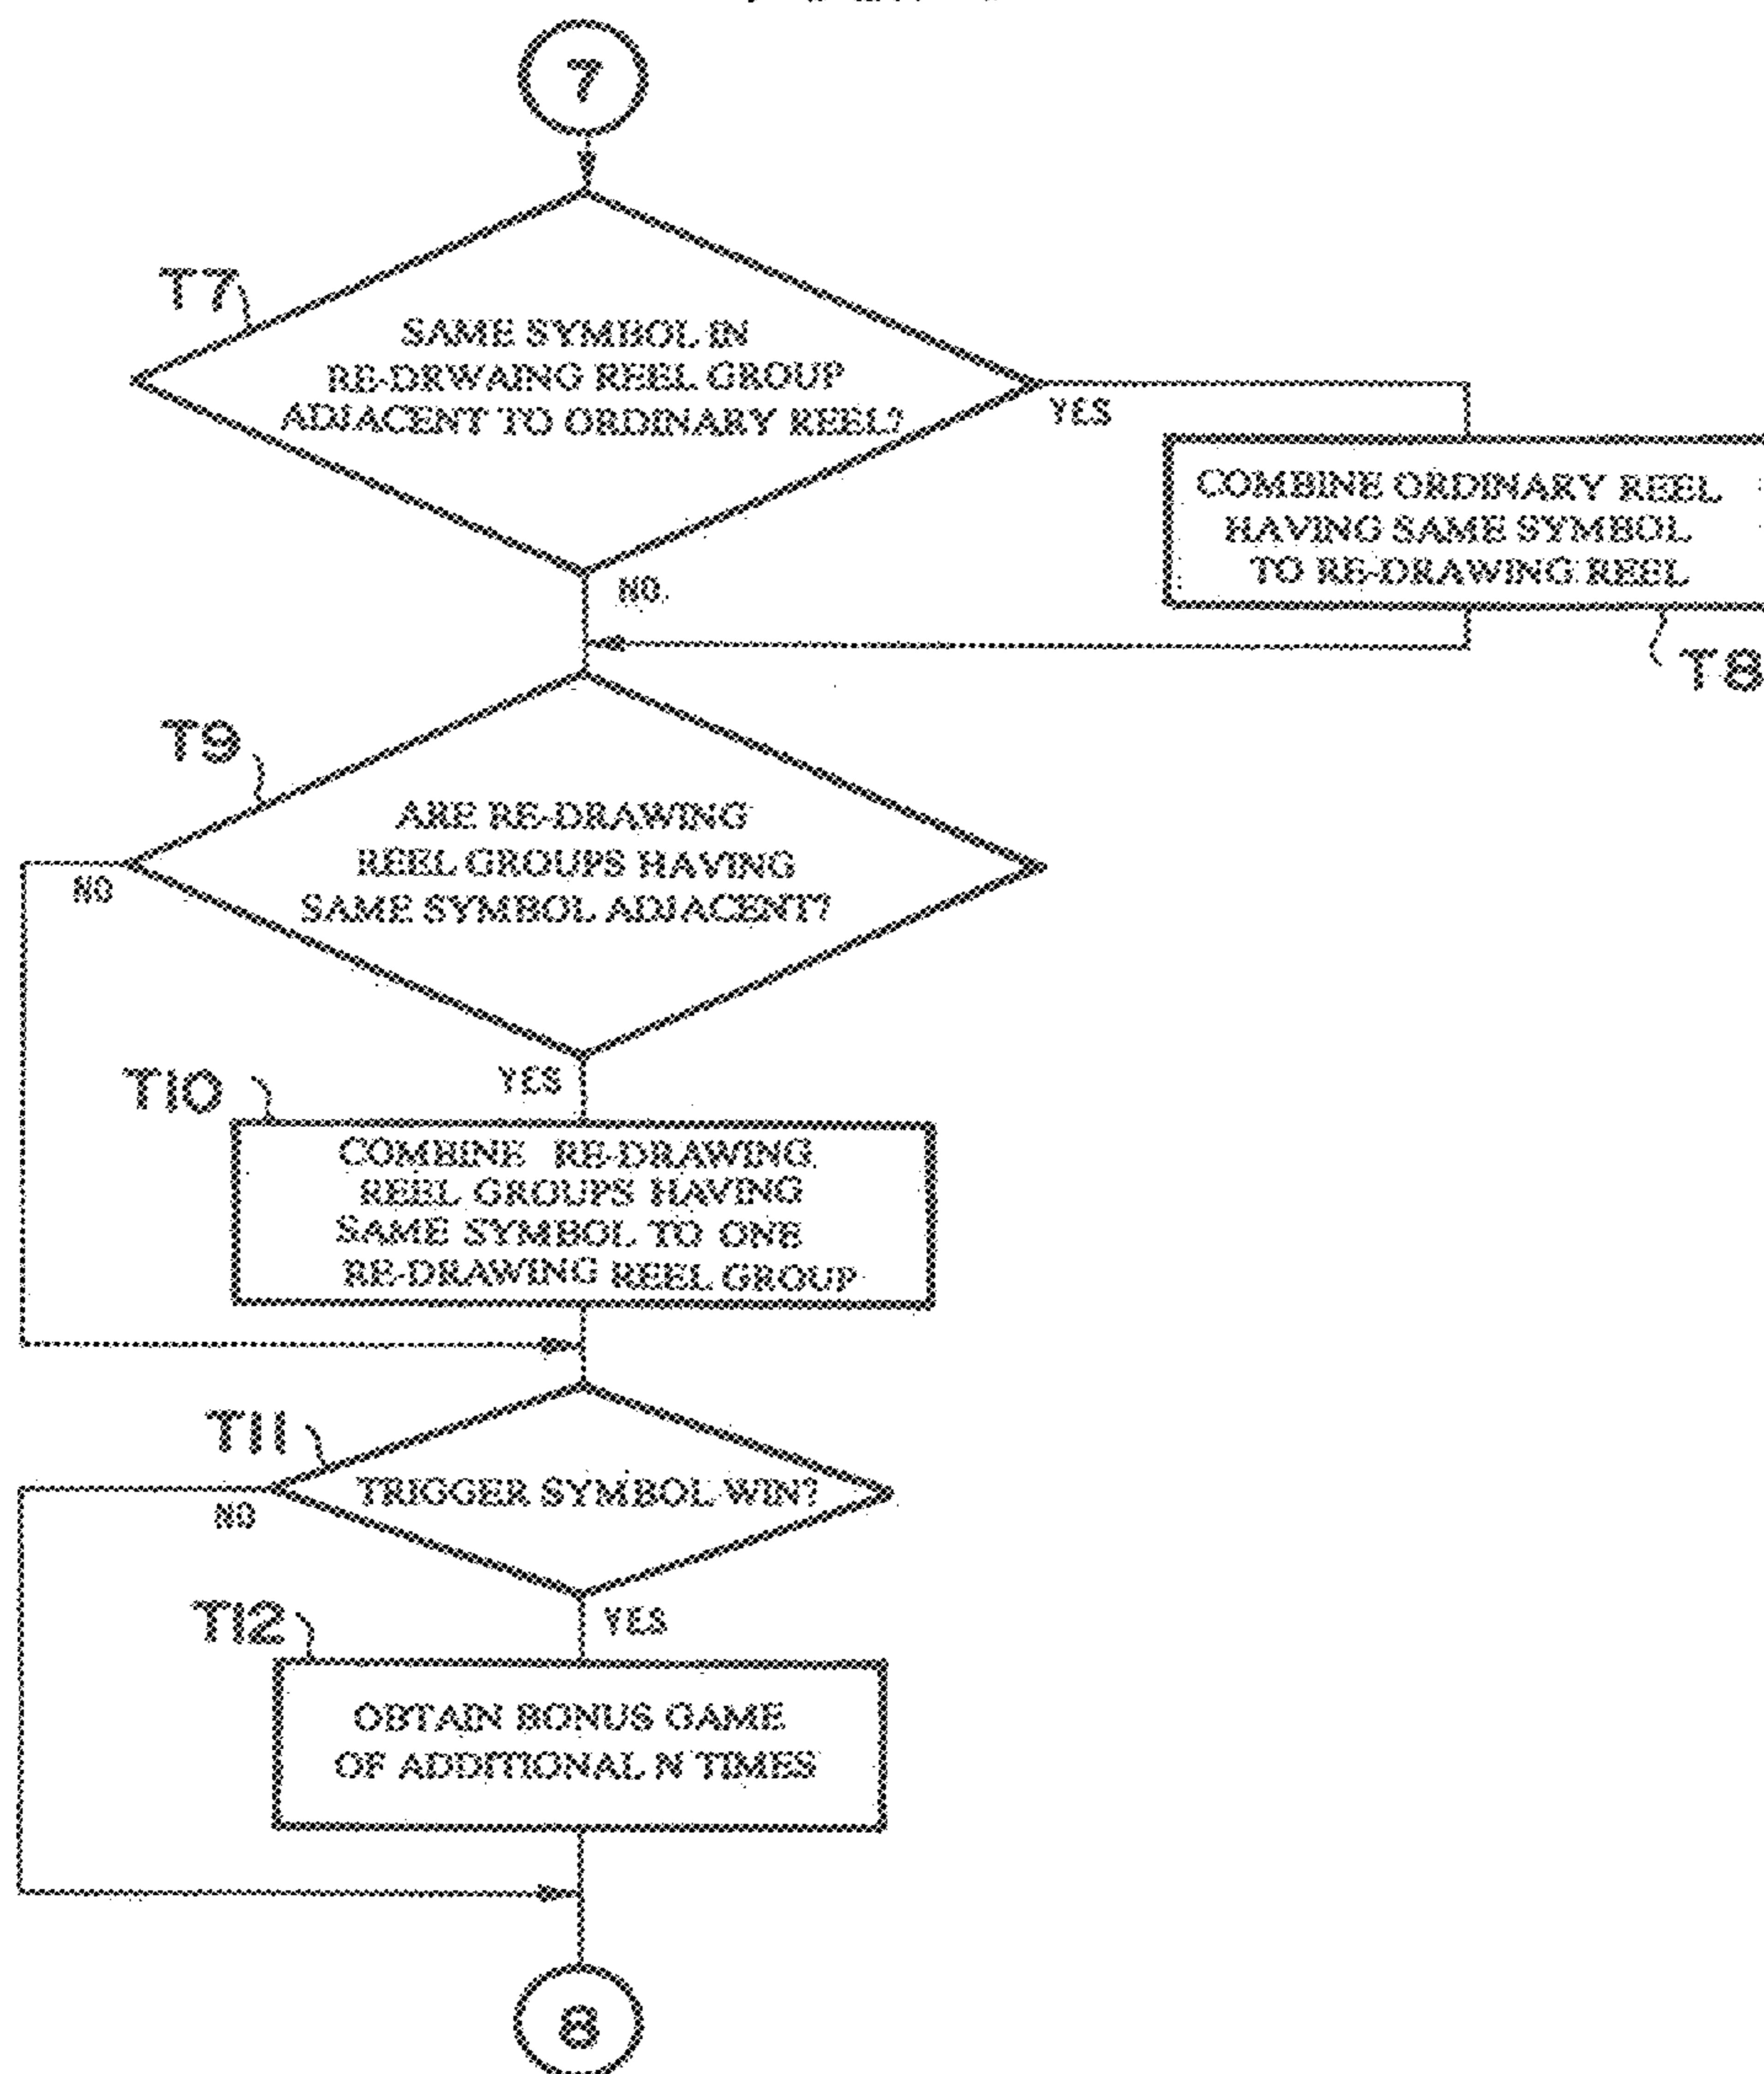 7
T7
SAME SYMBOL IN
RE-DRWAING REEL GROUP
ADJACENT TO ORDINARY REEL?
YES
COMBINE ORDINARY REEL
HAVING SAME SYMBOL
TO RE-DRAWING REEL
T8
NO
T9
ARE RE-DRAWING
REEL GROUPS HAVING
SAME SYMBOL ADJACENT?
NO
YES
T10
COMBINE RE-DRAWING
REEL GROUPS HAVING
SAME SYMBOL TO ONE
RE-DRAWING REEL GROUP
T11
TRIGGER SYMBOL WIN?
NO
YES
T12
OBTAIN BONUS GAME
OF ADDITIONAL N TIMES
8